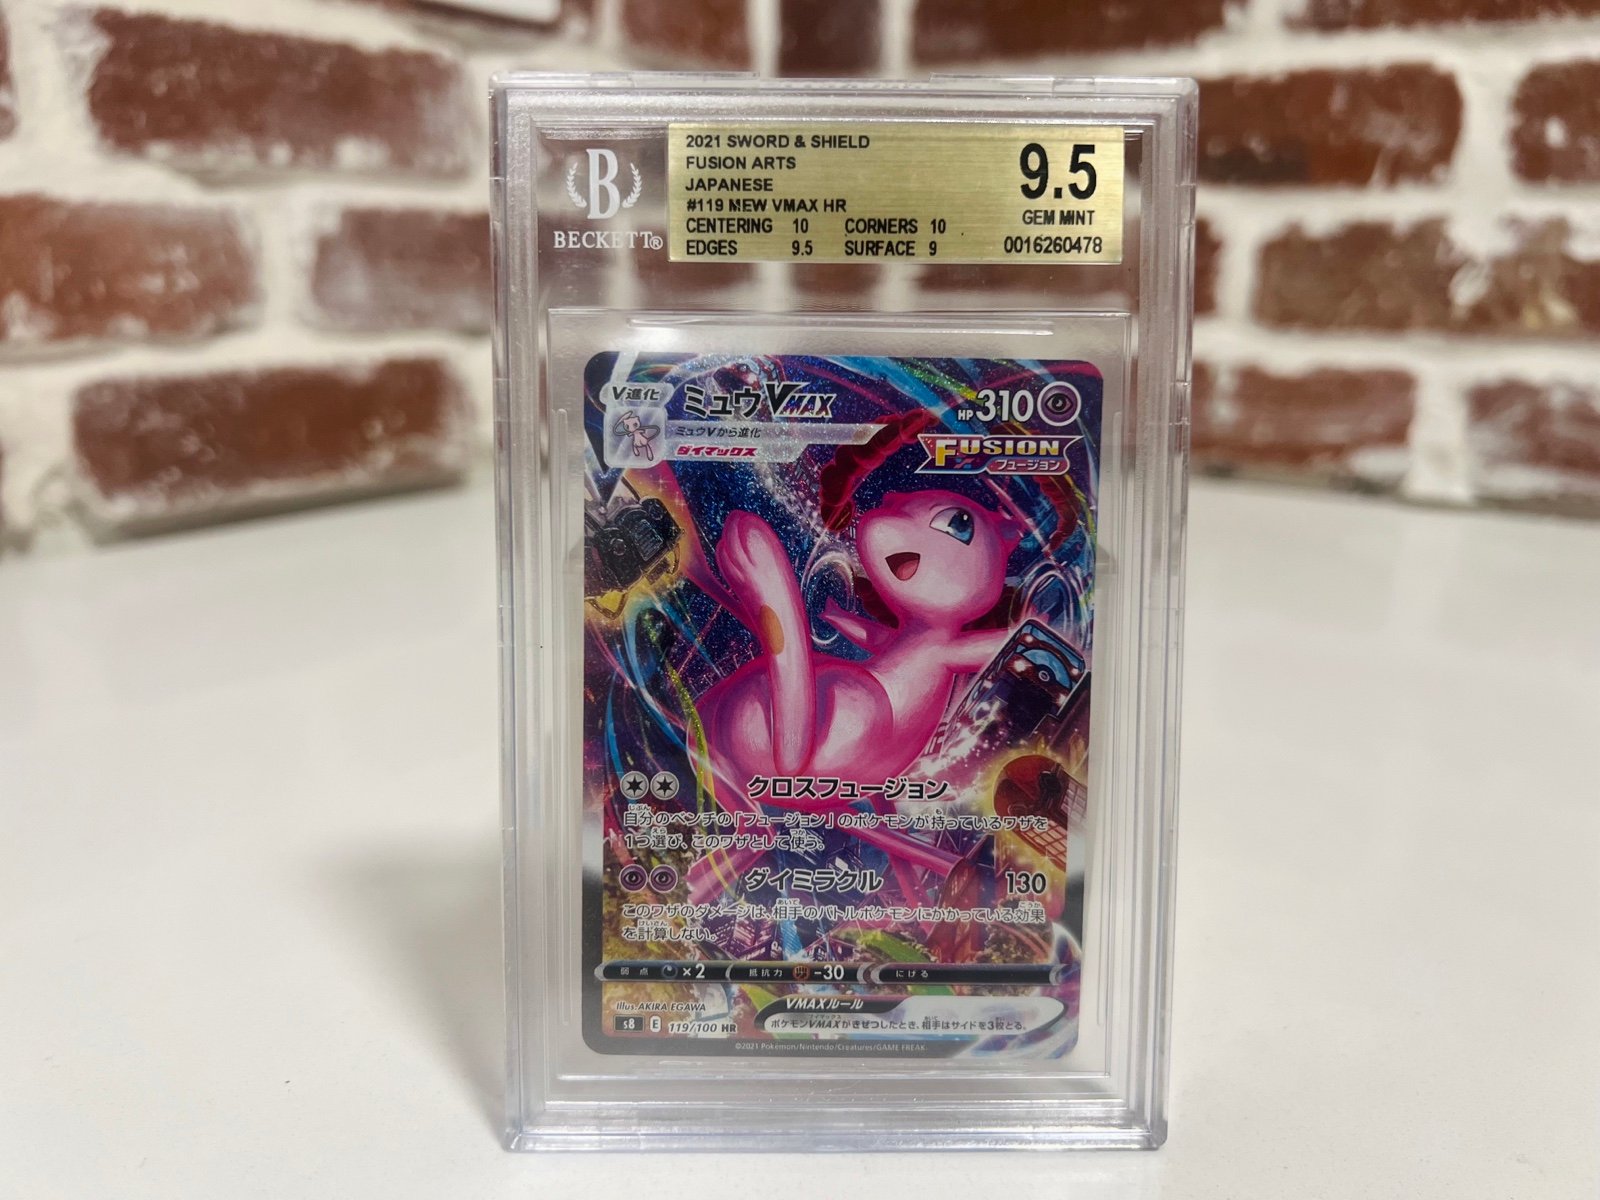 2021 SWORD & SHIELD
FUSION ARTS
JAPANESE
#119 MEW VMAX HR
CENTERING 10 CORNERS 10
EDGES 9.5 SURFACE 9
9.5
GEM MINT
0016260478
B
BECKETT®
V進化
ミュウVMAX
HP310
ミュウVから進化
ダイマックス
FUSION
フュージョン
クロスフュージョン
自分のベンチの「フュージョン」のポケモンが持っているワザを
1つ選び、このワザとして使う。
ダイミラクル 130
このワザのダメージは、相手のバトルポケモンにかかっている効果
を計算しない。
弱点 ×2 抵抗力 -30 にげる
Illus. AKIRA EGAWA
s8 E 119/100 HR
VMAXルール
ポケモンVMAXがきぜつしたとき、相手はサイドを3枚とる。
©2021 Pokémon/Nintendo/Creatures/GAME FREAK.